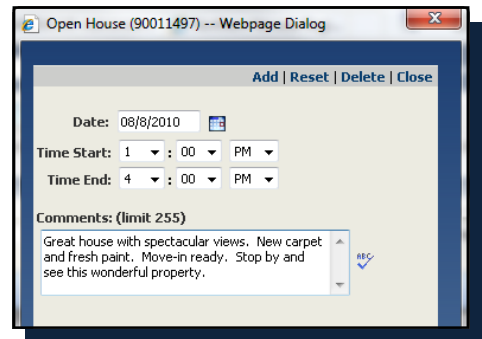 Open House (90011497) -- Webpage Dialog
Add | Reset | Delete | Close
Date: 08/8/2010
Time Start: 1 : 00 PM
Time End: 4 : 00 PM
Comments: (limit 255)
Great house with spectacular views. New carpet
and fresh paint. Move-in ready. Stop by and
see this wonderful property.
ABC